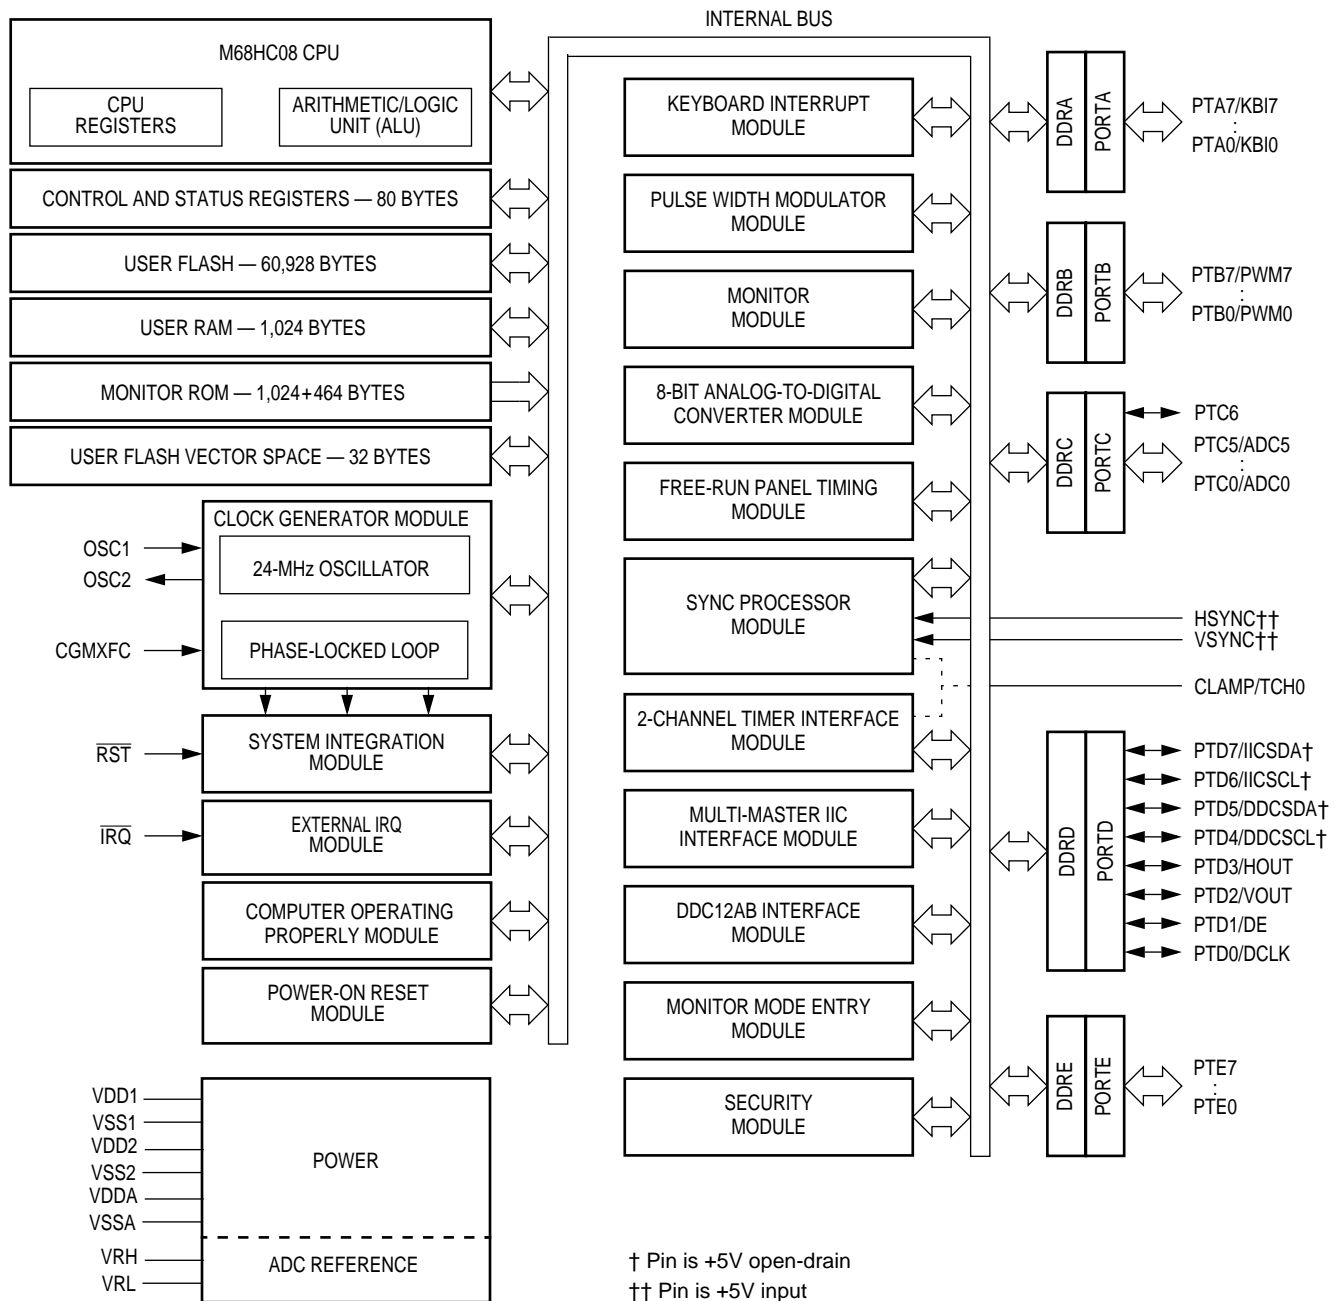 INTERNAL BUS
M68HC08 CPU
CPU
REGISTERS
ARITHMETIC/LOGIC
UNIT (ALU)
CONTROL AND STATUS REGISTERS — 80 BYTES
USER FLASH — 60,928 BYTES
USER RAM — 1,024 BYTES
MONITOR ROM — 1,024+464 BYTES
USER FLASH VECTOR SPACE — 32 BYTES
CLOCK GENERATOR MODULE
24-MHz OSCILLATOR
PHASE-LOCKED LOOP
OSC1
OSC2
CGMXFC
SYSTEM INTEGRATION
MODULE
RST
EXTERNAL IRQ
MODULE
IRQ
COMPUTER OPERATING
PROPERLY MODULE
POWER-ON RESET
MODULE
VDD1
VSS1
VDD2
VSS2
VDDA
VSSA
VRH
VRL
POWER
ADC REFERENCE
KEYBOARD INTERRUPT
MODULE
PULSE WIDTH MODULATOR
MODULE
MONITOR
MODULE
8-BIT ANALOG-TO-DIGITAL
CONVERTER MODULE
FREE-RUN PANEL TIMING
MODULE
SYNC PROCESSOR
MODULE
2-CHANNEL TIMER INTERFACE
MODULE
MULTI-MASTER IIC
INTERFACE MODULE
DDC12AB INTERFACE
MODULE
MONITOR MODE ENTRY
MODULE
SECURITY
MODULE
DDRA
PORTA
PTA7/KBI7
:
PTA0/KBI0
DDRB
PORTB
PTB7/PWM7
:
PTB0/PWM0
DDRC
PORTC
PTC6
PTC5/ADC5
:
PTC0/ADC0
HSYNC††
VSYNC††
CLAMP/TCH0
DDRD
PORTD
PTD7/IICSDA†
PTD6/IICSCL†
PTD5/DDCSDA†
PTD4/DDCSCL†
PTD3/HOUT
PTD2/VOUT
PTD1/DE
PTD0/DCLK
DDRE
PORTE
PTE7
:
PTE0
† Pin is +5V open-drain
†† Pin is +5V input